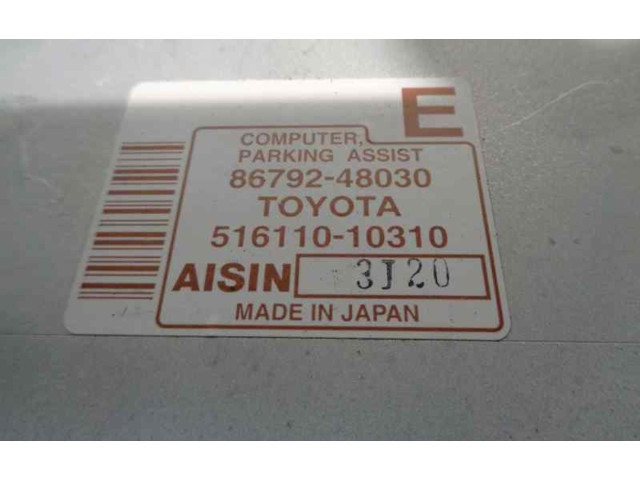 E
COMPUTER,
PARKING ASSIST
86792-48030
TOYOTA
516110-10310
AISIN 3J20
MADE IN JAPAN